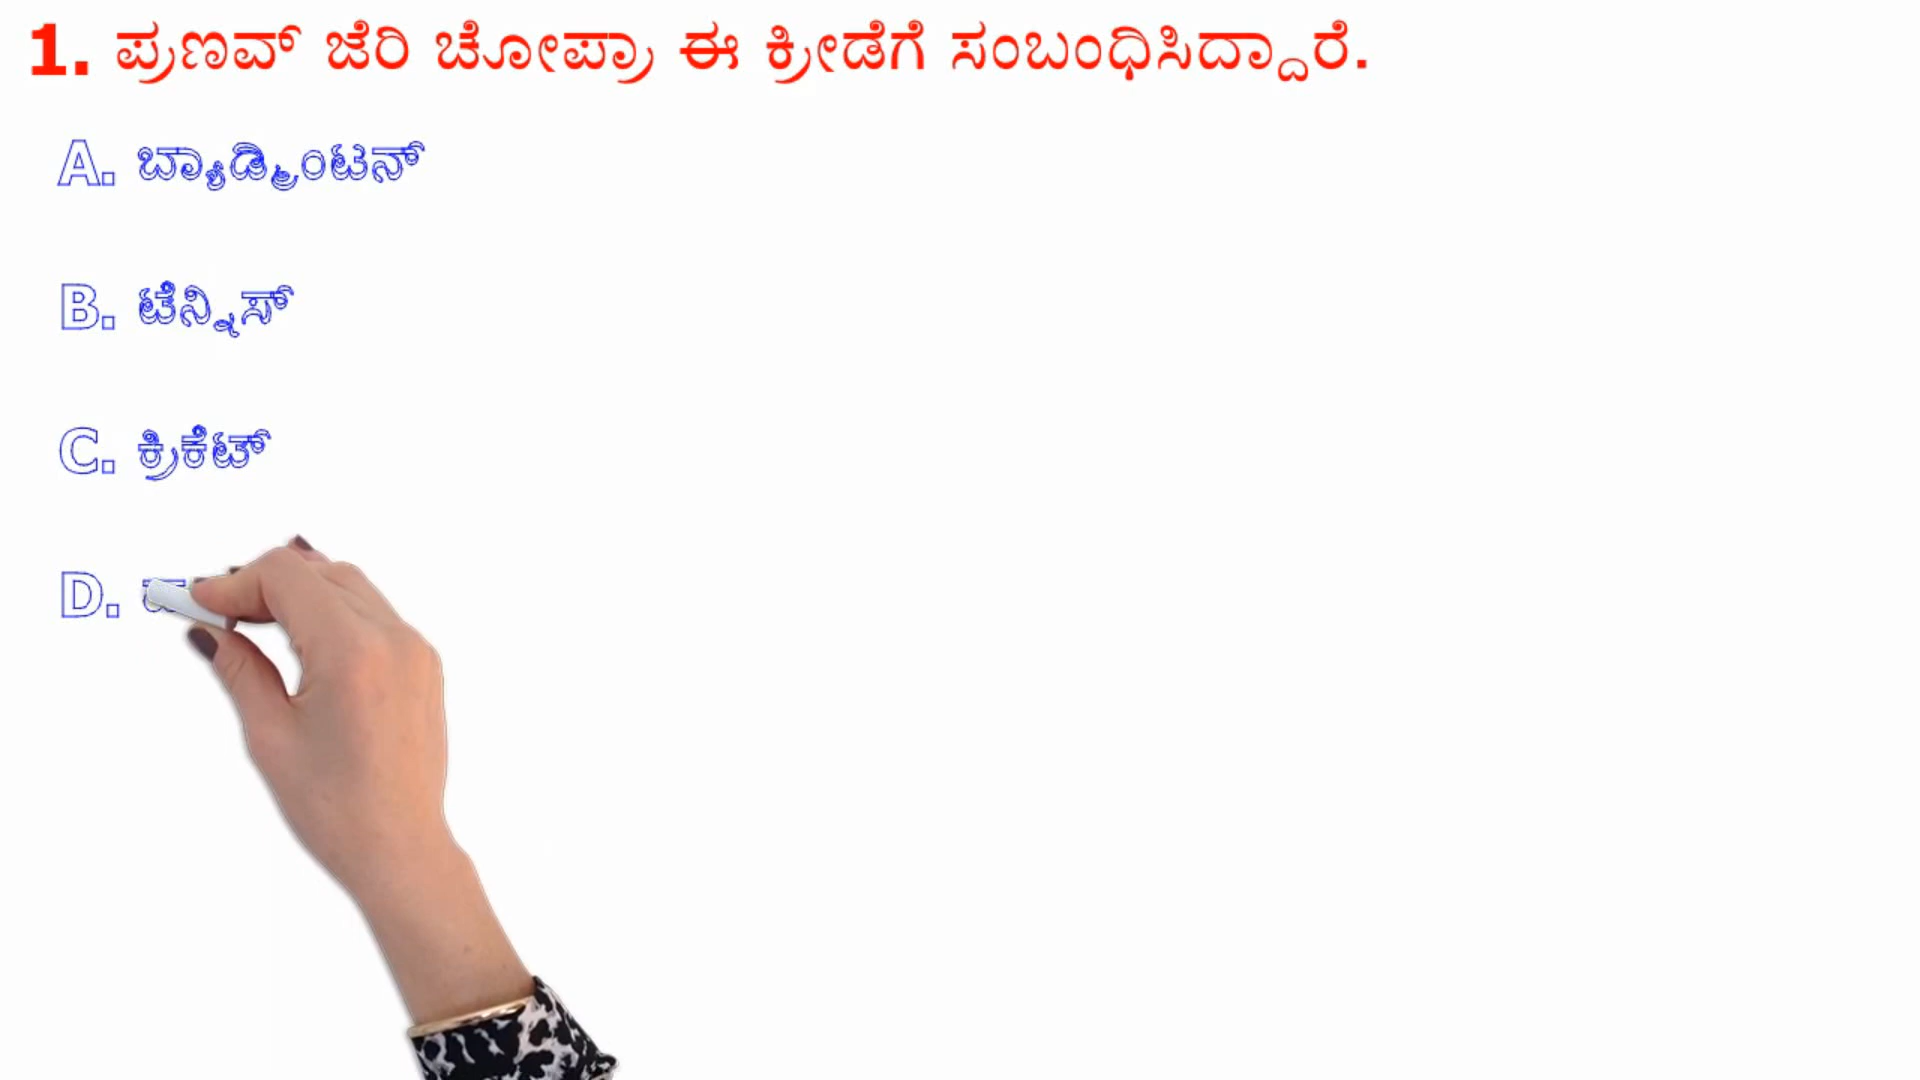 1. ಪ್ರಣವ್ ಜೆರಿ ಚೋಪ್ರಾ ಈ ಕ್ರೀಡೆಗೆ ಸಂಬಂಧಿಸಿದ್ದಾರೆ.
A. ಬ್ಯಾಡ್ಮಿಂಟನ್
B. ಟೆನ್ನಿಸ್
C. ಕ್ರಿಕೆಟ್
D.